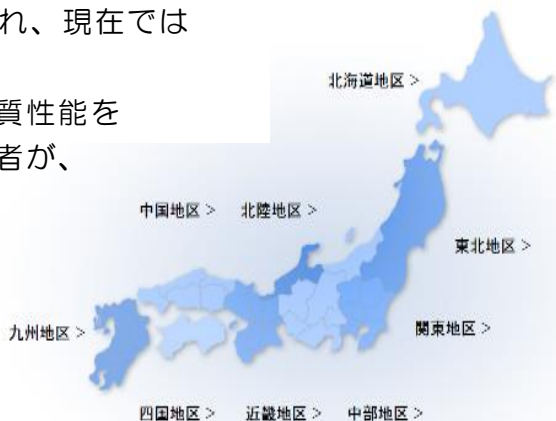 れ、現在では
質性能を
者が、
北海道地区 >
中国地区 > 北陸地区 >
東北地区 >
九州地区 >
関東地区 >
四国地区 > 近畿地区 > 中部地区 >